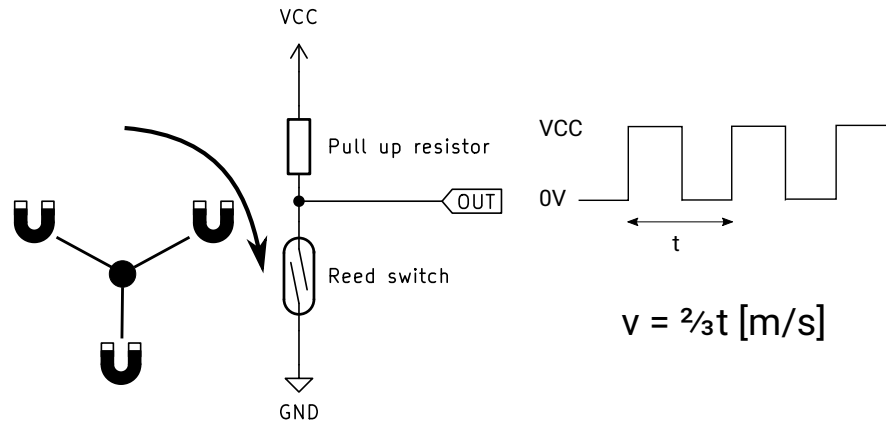 VCC
Pull up resistor
OUT
Reed switch
GND
VCC
0V
t
v = ⅔t [m/s]